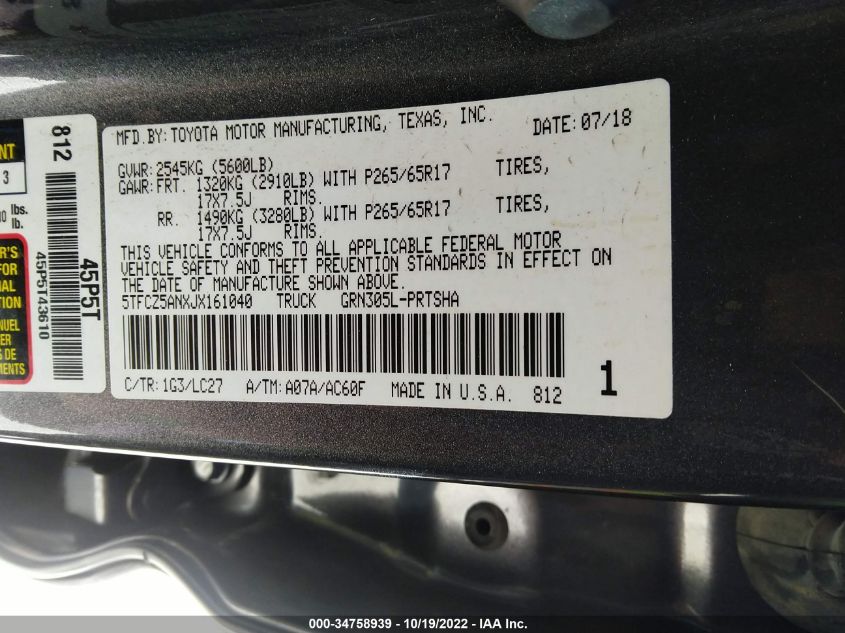 MFD.BY:TOYOTA MOTOR MANUFACTURING, TEXAS, INC. DATE:07/18
GVWR:2545KG (5600LB)
GAWR:FRT. 1320KG (2910LB) WITH P265/65R17 TIRES,
17X7.5J RIMS.
RR. 1490KG (3280LB) WITH P265/65R17 TIRES,
17X7.5J RIMS.
THIS VEHICLE CONFORMS TO ALL APPLICABLE FEDERAL MOTOR
VEHICLE SAFETY AND THEFT PREVENTION STANDARDS IN EFFECT ON
THE DATE OF MANUFACTURE SHOWN ABOVE.
5TFCZ5ANXJX161040 TRUCK GRN305L-PRTSHA
C/TR:1G3/LC27 A/TM:A07A/AC60F MADE IN U.S.A. 812
1
812
45P5T
45P5143610
3
lbs.
lb.
FOR
000-34758939 - 10/19/2022 - IAA Inc.